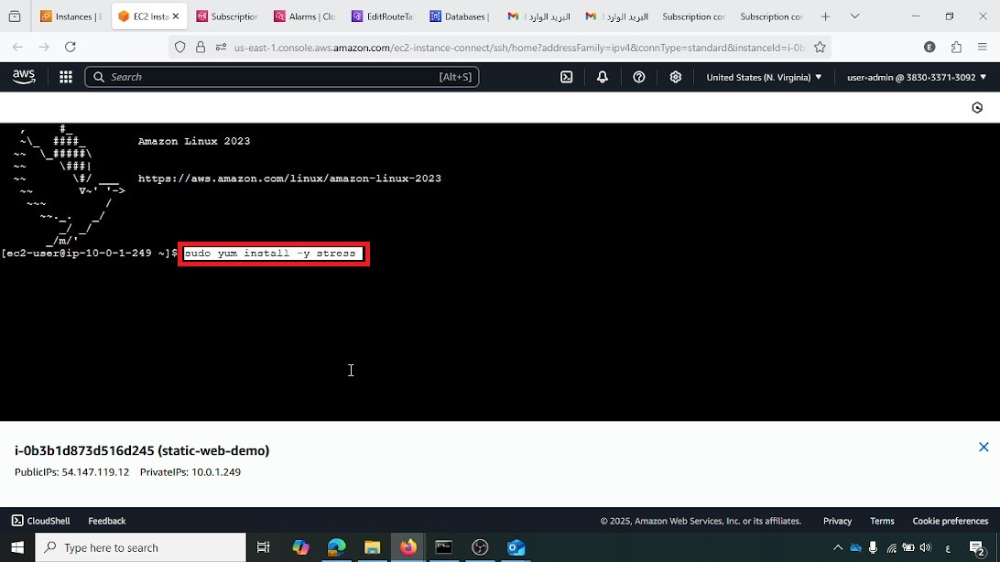 Instances | E
EC2 Insta
Subscription
Alarms | Clo
EditRouteTa
Databases |
البريد الوارد
البريد الوارد
Subscription con
Subscription con
us-east-1.console.aws.amazon.com/ec2-instance-connect/ssh/home?addressFamily=ipv4&connType=standard&instanceId=i-0b
E
aws
Search
[Alt+S]
United States (N. Virginia)
user-admin @ 3830-3371-3092
,     #_
~\_  ####_        Amazon Linux 2023
~~  \_#####\
~~     \###|
~~       \#/ ___   https://aws.amazon.com/linux/amazon-linux-2023
~~       V~' '->
~~~         /
~~._.   _/
_/ _/
_/m/'
[ec2-user@ip-10-0-1-249 ~]$ sudo yum install -y stress
i-0b3b1d873d516d245 (static-web-demo)
PublicIPs: 54.147.119.12 PrivateIPs: 10.0.1.249
CloudShell
Feedback
© 2025, Amazon Web Services, Inc. or its affiliates.
Privacy
Terms
Cookie preferences
Type here to search
ع
2